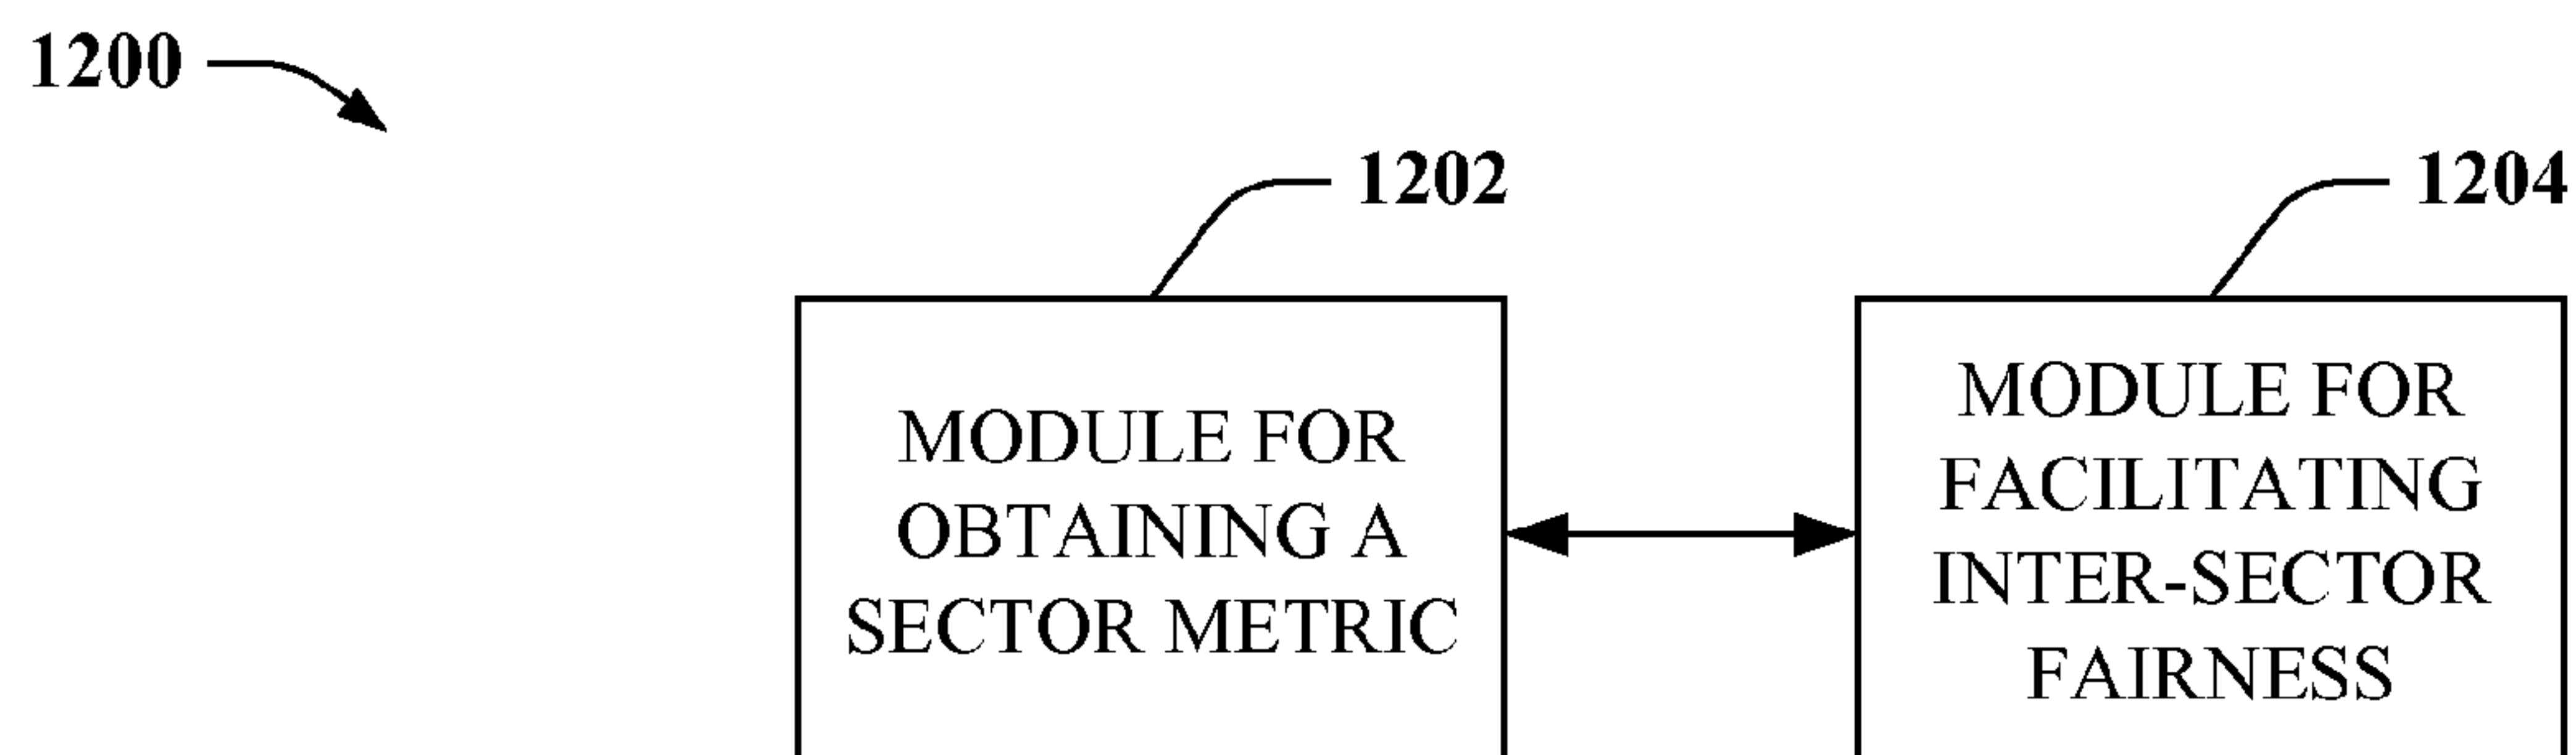 1200
1202
1204
MODULE FOR
OBTAINING A
SECTOR METRIC
MODULE FOR
FACILITATING
INTER-SECTOR
FAIRNESS